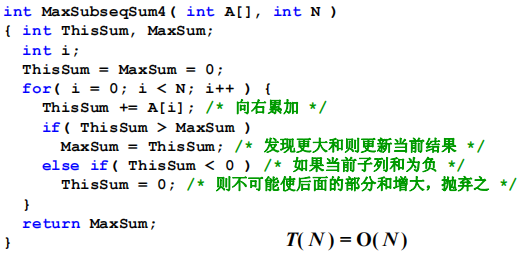 int MaxSubseqSum4( int A[], int N )
{ int ThisSum, MaxSum;
int i;
ThisSum = MaxSum = 0;
for( i = 0; i < N; i++ ) {
ThisSum += A[i]; /* 向右累加 */
if( ThisSum > MaxSum )
MaxSum = ThisSum; /* 发现更大和则更新当前结果 */
else if( ThisSum < 0 ) /* 如果当前子列和为负 */
ThisSum = 0; /* 则不可能使后面的部分和增大，抛弃之 */
}
return MaxSum;
}
T( N ) = O( N )